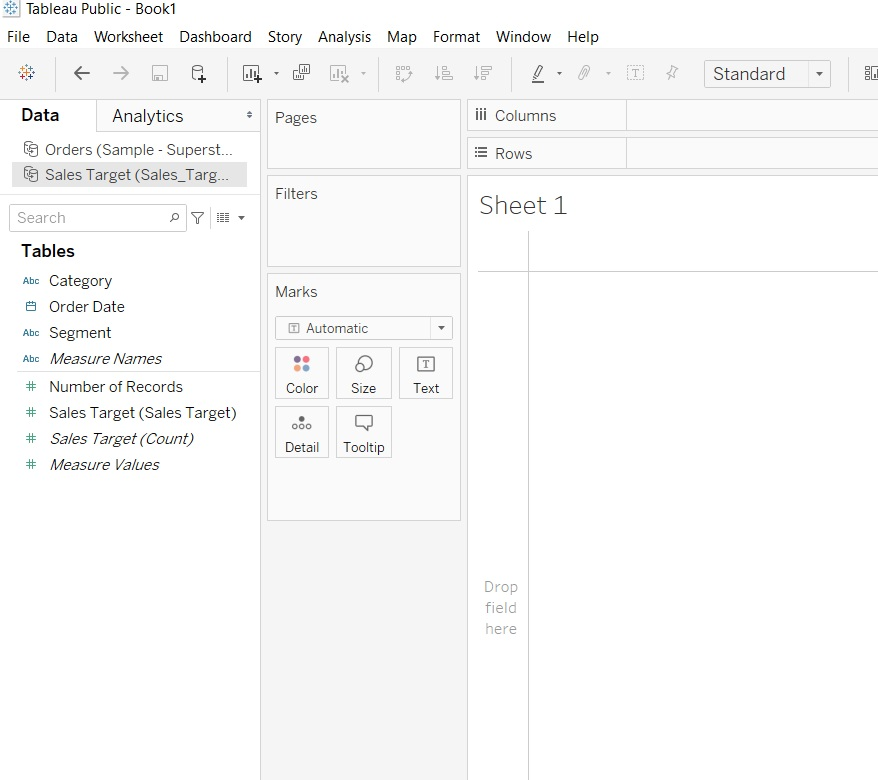 Tableau Public - Book1
File Data Worksheet Dashboard Story Analysis Map Format Window Help
Standard
Data Analytics
Orders (Sample - Superst...
Sales Target (Sales_Targ...
Search
Tables
Abc Category
Order Date
Abc Segment
Abc Measure Names
# Number of Records
# Sales Target (Sales Target)
# Sales Target (Count)
# Measure Values
Pages
Filters
Marks
T Automatic
Color Size Text
Detail Tooltip
Columns
Rows
Sheet 1
Drop
field
here